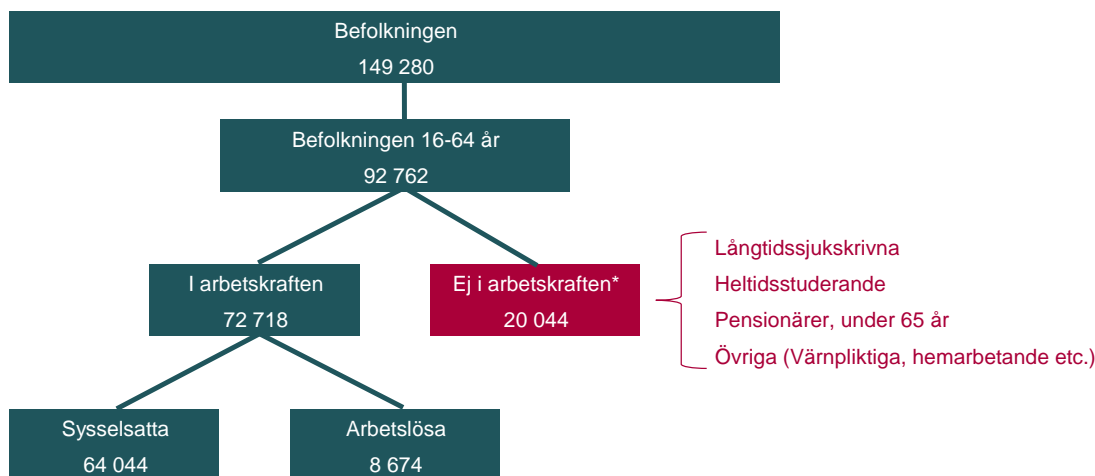 Befolkningen
149 280
Befolkningen 16-64 år
92 762
I arbetskraften
72 718
Ej i arbetskraften*
20 044
Långtidssjukskrivna
Heltidsstuderande
Pensionärer, under 65 år
Övriga (Värnpliktiga, hemarbetande etc.)
Sysselsatta
64 044
Arbetslösa
8 674